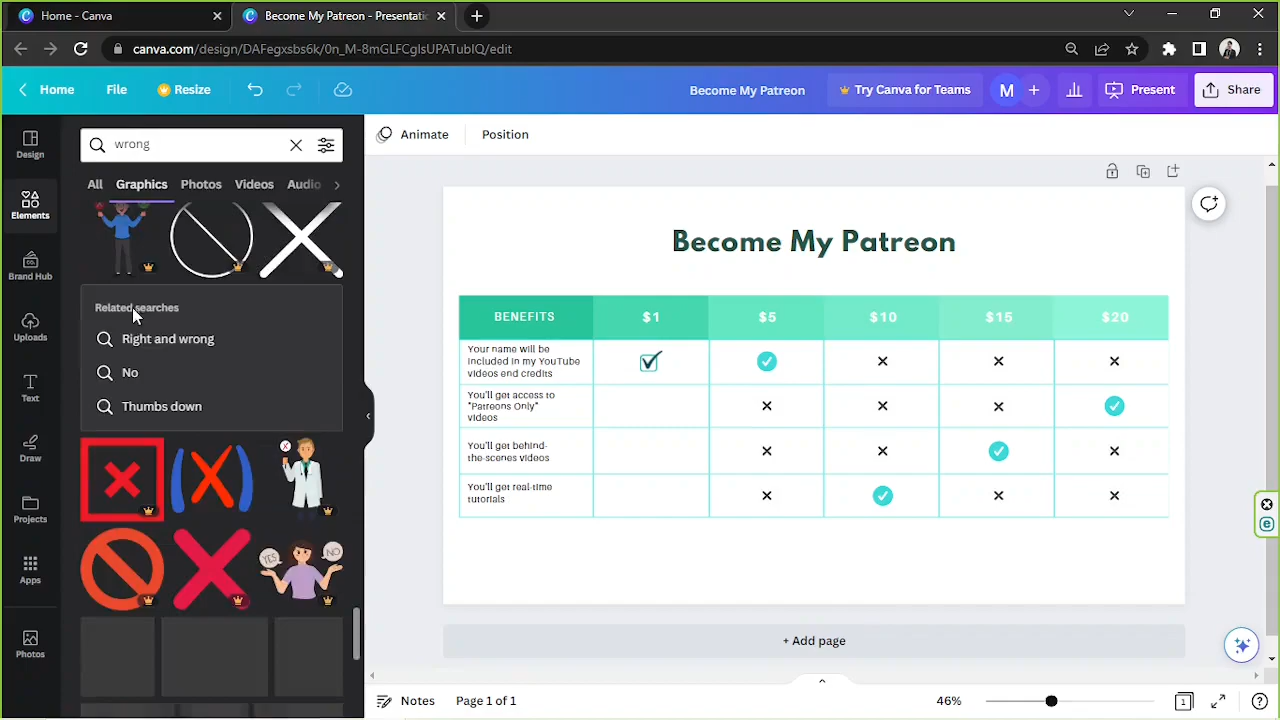 Home - Canva
Become My Patreon - Presentatic
canva.com/design/DAFegxsbs6k/0n_M-8mGLFCglsUPATubIQ/edit
Home
File
Resize
Become My Patreon
Try Canva for Teams
M
Present
Share
wrong
Animate
Position
Design
Elements
Brand Hub
Uploads
Text
Draw
Projects
Apps
Photos
All
Graphics
Photos
Videos
Audio
Related searches
Right and wrong
No
Thumbs down
YES
NO
Become My Patreon
BENEFITS
$1
$5
$10
$15
$20
Your name will be
included in my YouTube
videos end credits
You'll get access to
"Patreons Only"
videos
You'll get behind-
the-scenes videos
You'll get real-time
tutorials
+ Add page
Notes
Page 1 of 1
46%
1